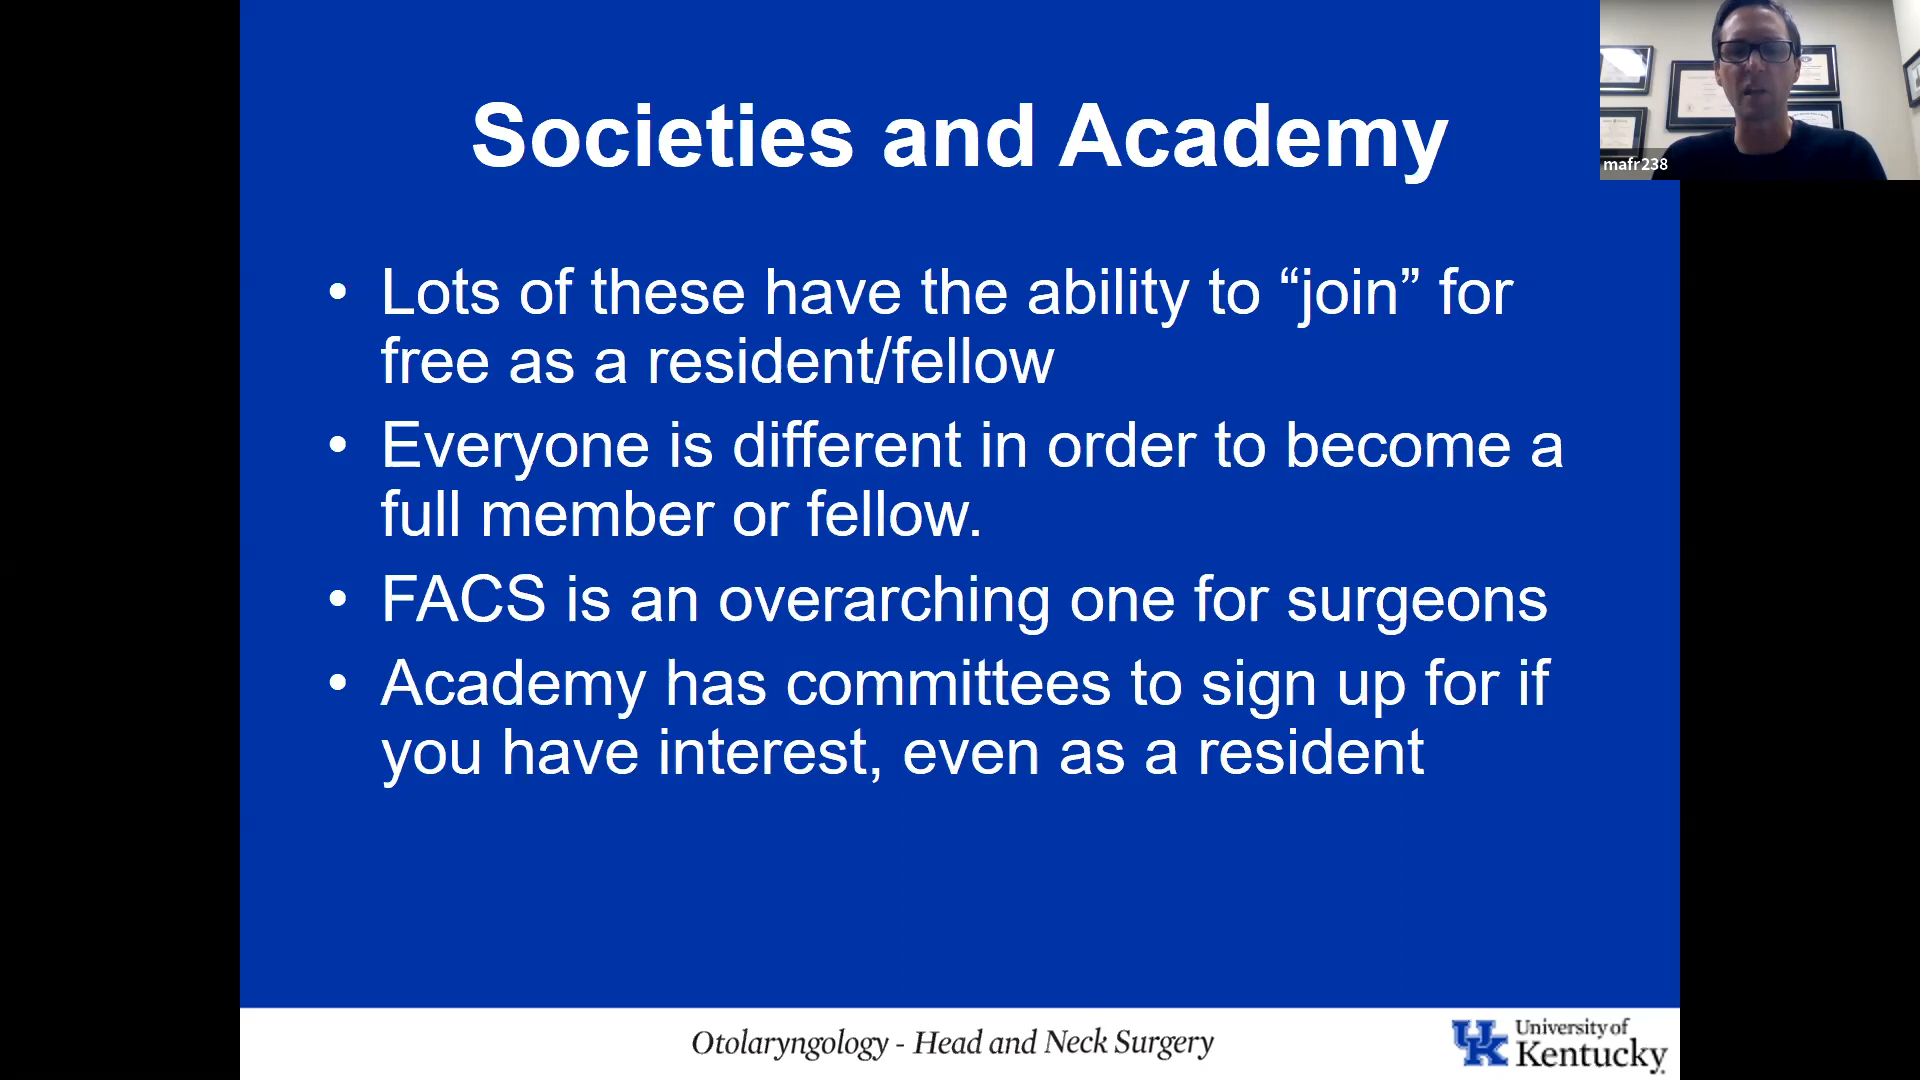 Societies and Academy
mafr238
• Lots of these have the ability to “join” for
free as a resident/fellow
• Everyone is different in order to become a
full member or fellow.
• FACS is an overarching one for surgeons
• Academy has committees to sign up for if
you have interest, even as a resident
Otolaryngology - Head and Neck Surgery
UK
University of
Kentucky